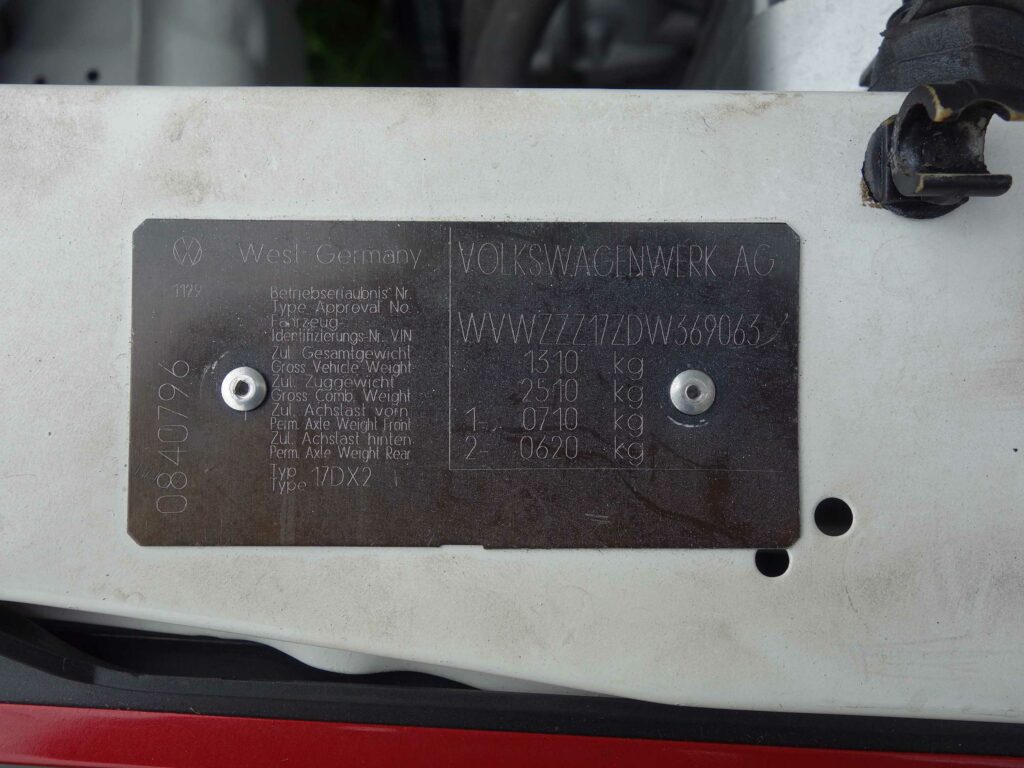 West-Germany
VOLKSWAGENWERK AG
1129
Betriebserlaubnis Nr.
Type Approval No.
Fahrzeug-
Identifizierungs-Nr. VIN
WVWZZZ17ZDW369063
Zul. Gesamtgewicht
Gross Vehicle Weight
1310 kg
Zul. Zuggewicht
Gross Comb. Weight
2510 kg
Zul. Achslast vorn
Perm. Axle Weight Front
1- 0710 kg
Zul. Achslast hinten
Perm. Axle Weight Rear
2- 0620 kg
Typ
Type 17DX2
0840796